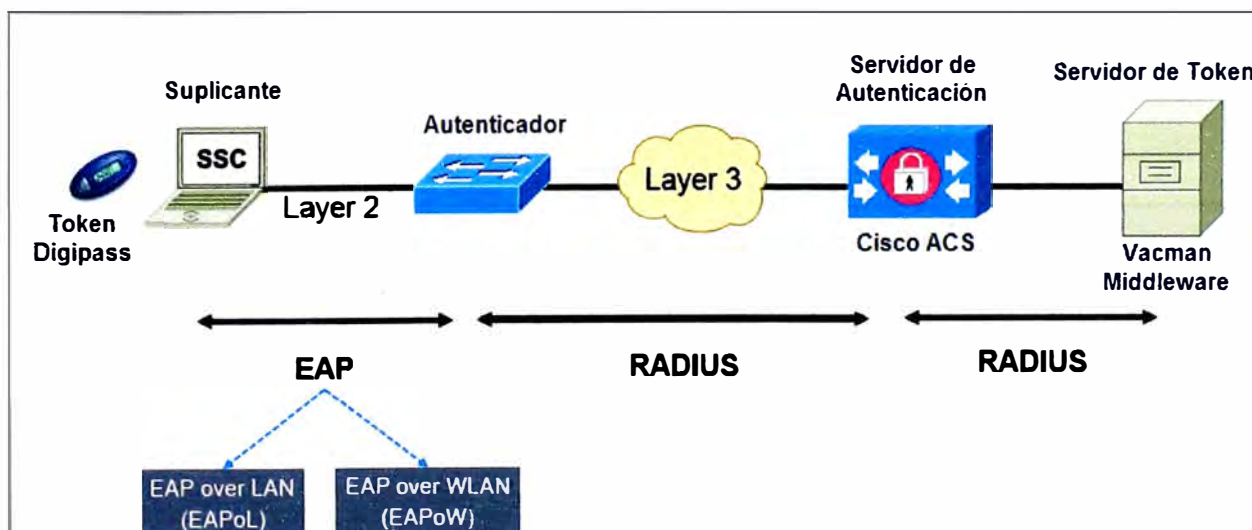 Suplicante
SSC
Token
Digipass
Layer 2
Autenticador
Layer 3
Servidor de
Autenticación
Cisco ACS
Servidor de Token
Vacman
Middleware
EAP
RADIUS
RADIUS
EAP over LAN
(EAPoL)
EAP over WLAN
(EAPoW)